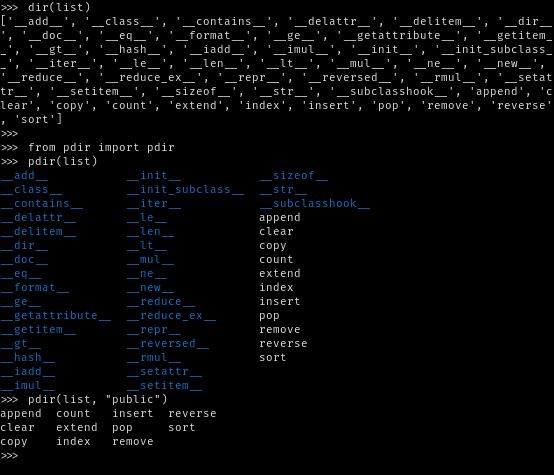 >>> dir(list)
['__add__', '__class__', '__contains__', '__delattr__', '__delitem__', '__dir__
', '__doc__', '__eq__', '__format__', '__ge__', '__getattribute__', '__getitem_
_', '__gt__', '__hash__', '__iadd__', '__imul__', '__init__', '__init_subclass_
_', '__iter__', '__le__', '__len__', '__lt__', '__mul__', '__ne__', '__new__',
'__reduce__', '__reduce_ex__', '__repr__', '__reversed__', '__rmul__', '__setat
tr__', '__setitem__', '__sizeof__', '__str__', '__subclasshook__', 'append', 'c
lear', 'copy', 'count', 'extend', 'index', 'insert', 'pop', 'remove', 'reverse'
, 'sort']
>>>
>>> from pdir import pdir
>>> pdir(list)
__add__ __init__ __sizeof__
__class__ __init_subclass__ __str__
__contains__ __iter__ __subclasshook__
__delattr__ __le__ append
__delitem__ __len__ clear
__dir__ __lt__ copy
__doc__ __mul__ count
__eq__ __ne__ extend
__format__ __new__ index
__ge__ __reduce__ insert
__getattribute__ __reduce_ex__ pop
__getitem__ __repr__ remove
__gt__ __reversed__ reverse
__hash__ __rmul__ sort
__iadd__ __setattr__
__imul__ __setitem__
>>> pdir(list, "public")
append count insert reverse
clear extend pop sort
copy index remove
>>>